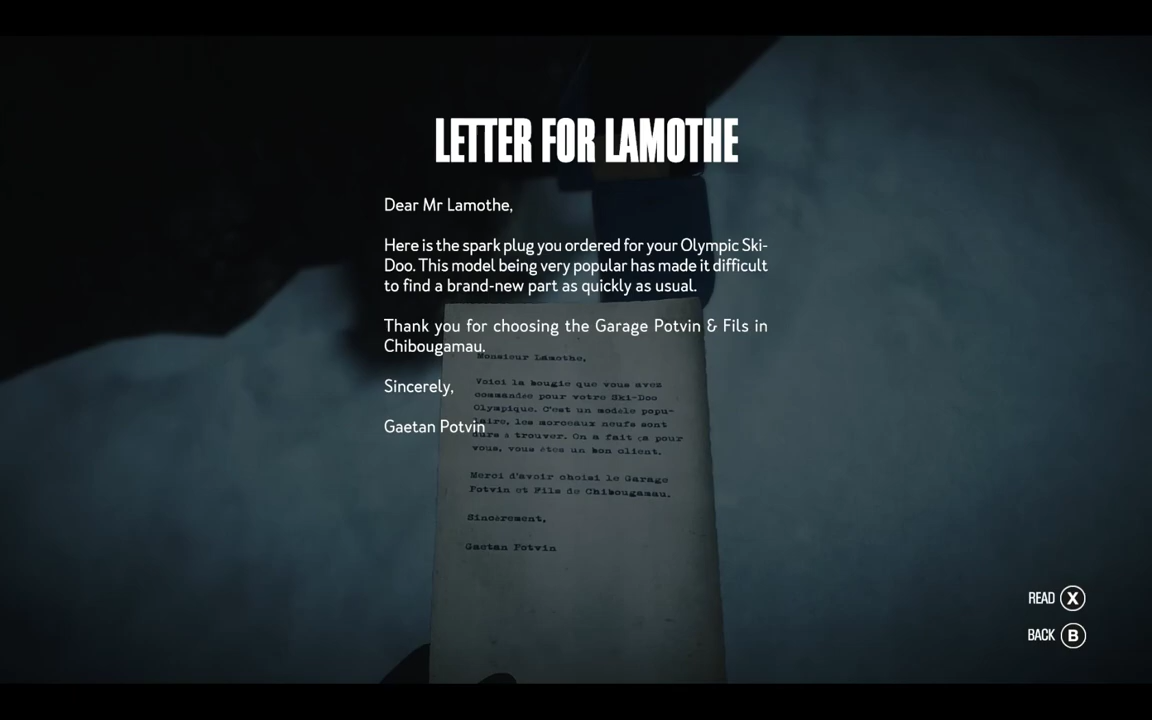 LETTER FOR LAMOTHE
Dear Mr Lamothe,
Here is the spark plug you ordered for your Olympic Ski-
Doo. This model being very popular has made it difficult
to find a brand-new part as quickly as usual.
Thank you for choosing the Garage Potvin & Fils in
Chibougamau.
Sincerely,
Gaetan Potvin
Monsieur Lamothe,
Voici la bougie que vous avez
commandée pour votre Ski-Doo
Olympique. C'est un modèle popu-
laire, les morceaux neufs sont
durs à trouver. On a fait ça pour
vous, vous êtes un bon client.
Merci d'avoir choisi le Garage
Potvin et Fils de Chibougamau.
Sincèrement,
Gaetan Potvin
READ X
BACK B